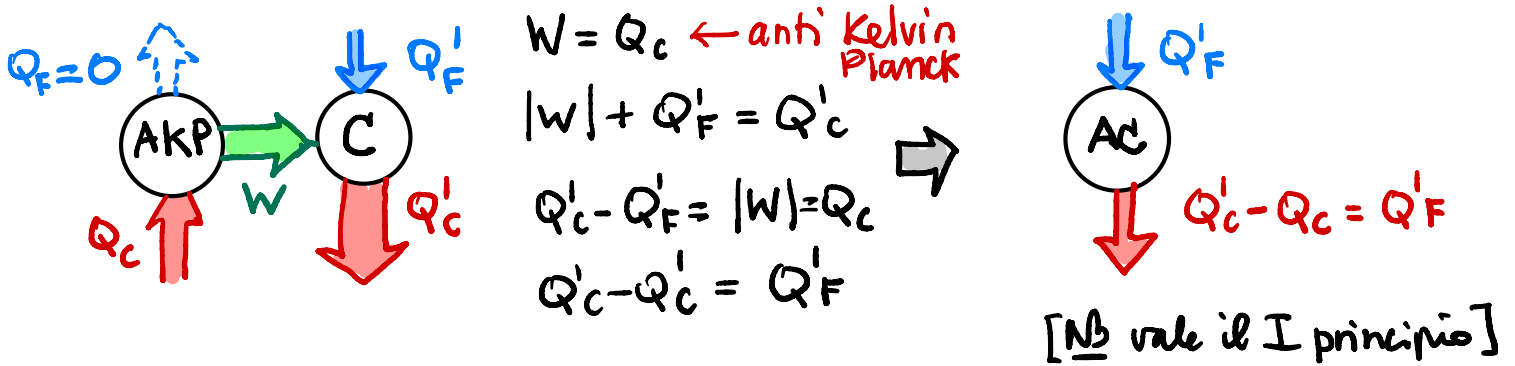 Q_F = 0
AKP
W
Q_C
C
Q'_F
Q'_C
W = Q_C ← anti Kelvin
Planck
|W| + Q'_F = Q'_C
Q'_C - Q'_F = |W| = Q_C
Q'_C - Q'_C = Q'_F
Q'_F
AC
Q'_C - Q_C = Q'_F
[NB vale il I principio]